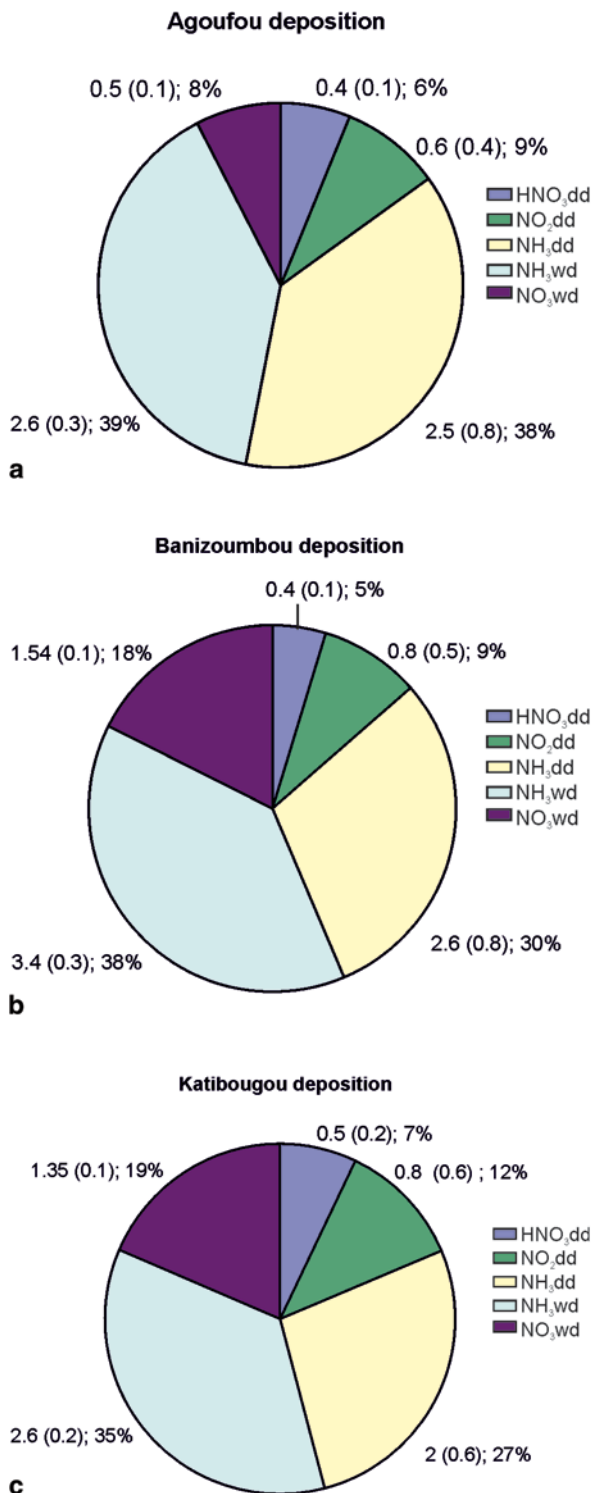 Agoufou deposition
0.5 (0.1); 8%
0.4 (0.1); 6%
0.6 (0.4); 9%
HNO₃dd
NO₂dd
NH₃dd
NH₃wd
NO₃wd
2.6 (0.3); 39%
2.5 (0.8); 38%
a
Banizoumbou deposition
0.4 (0.1); 5%
1.54 (0.1); 18%
0.8 (0.5); 9%
HNO₃dd
NO₂dd
NH₃dd
NH₃wd
NO₃wd
2.6 (0.8); 30%
3.4 (0.3); 38%
b
Katibougou deposition
0.5 (0.2); 7%
1.35 (0.1); 19%
0.8 (0.6) ; 12%
HNO₃dd
NO₂dd
NH₃dd
NH₃wd
NO₃wd
2.6 (0.2); 35%
2 (0.6); 27%
c